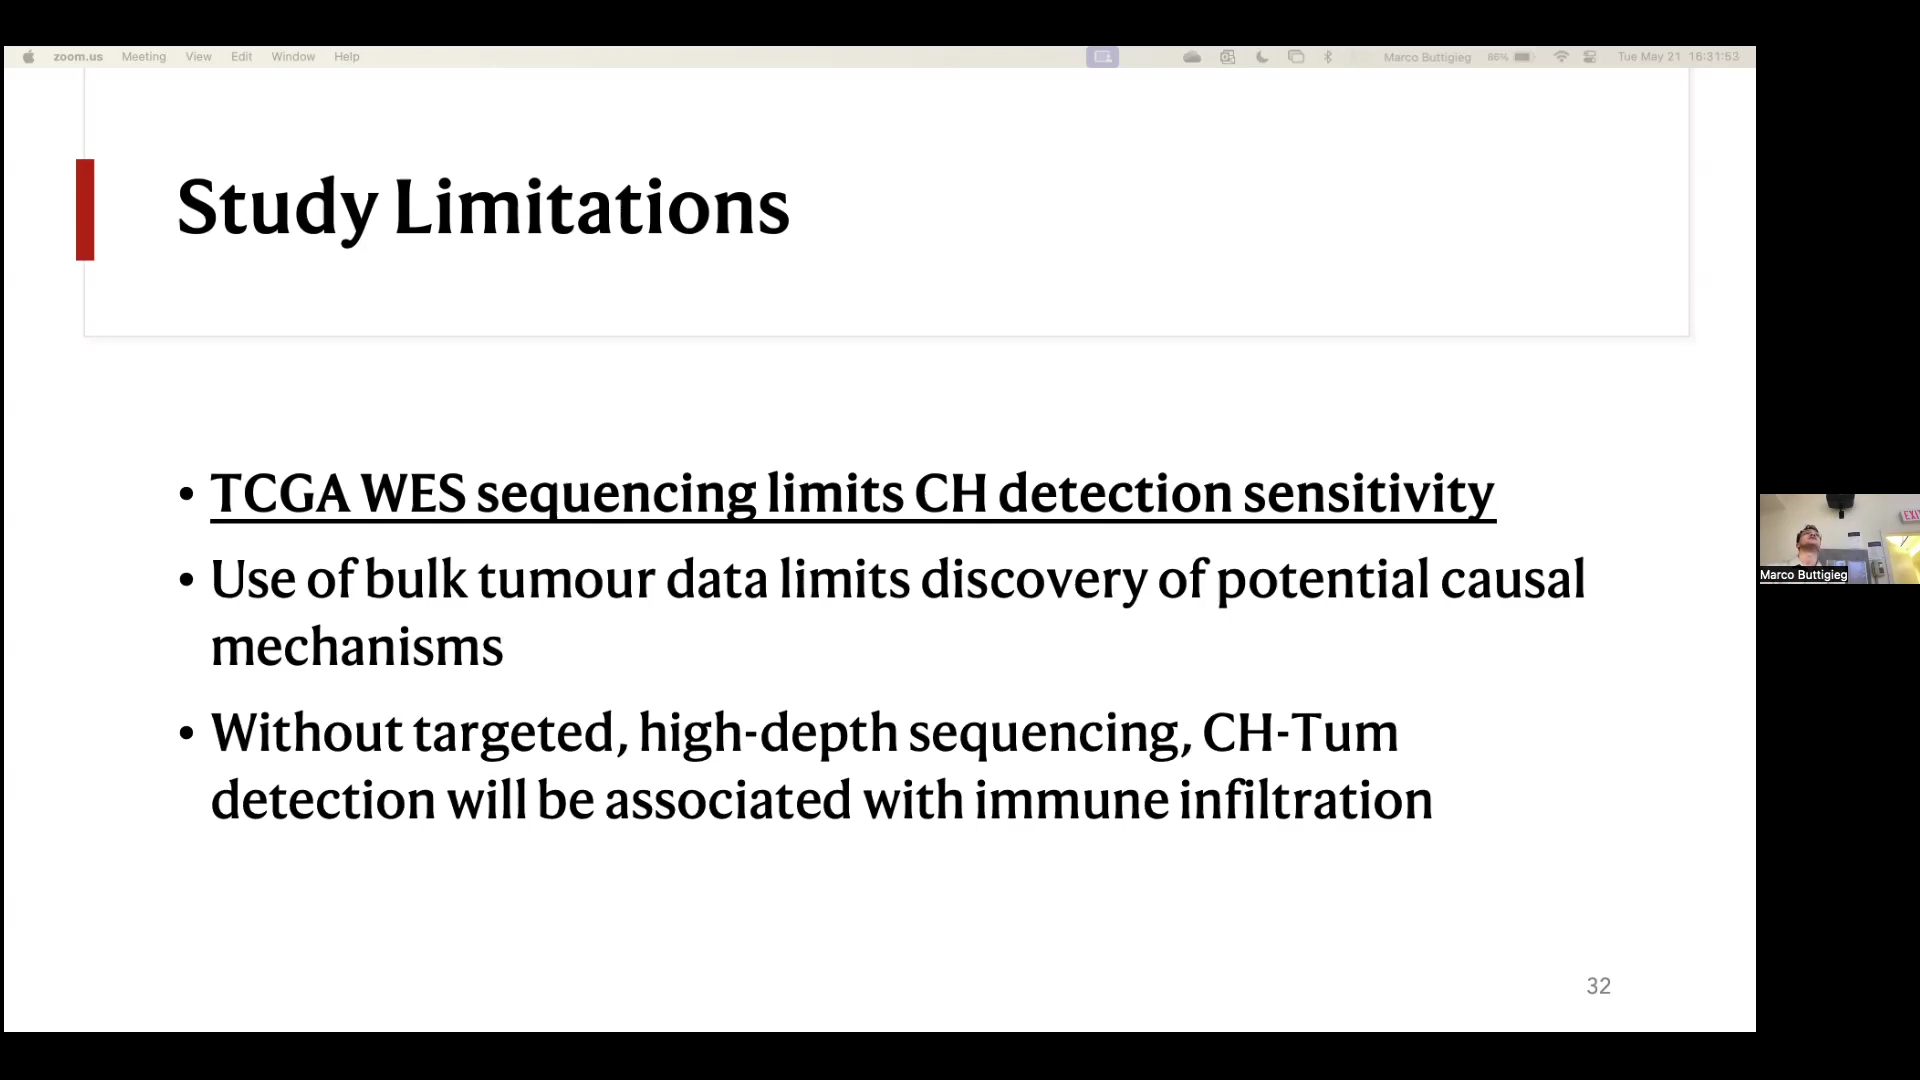 zoom.us Meeting View Edit Window Help Marco Buttigieg 86% Tue May 21 16:31:53
Study Limitations
• TCGA WES sequencing limits CH detection sensitivity
• Use of bulk tumour data limits discovery of potential causal
mechanisms
• Without targeted, high-depth sequencing, CH-Tum
detection will be associated with immune infiltration
32
EXI
Marco Buttigieg